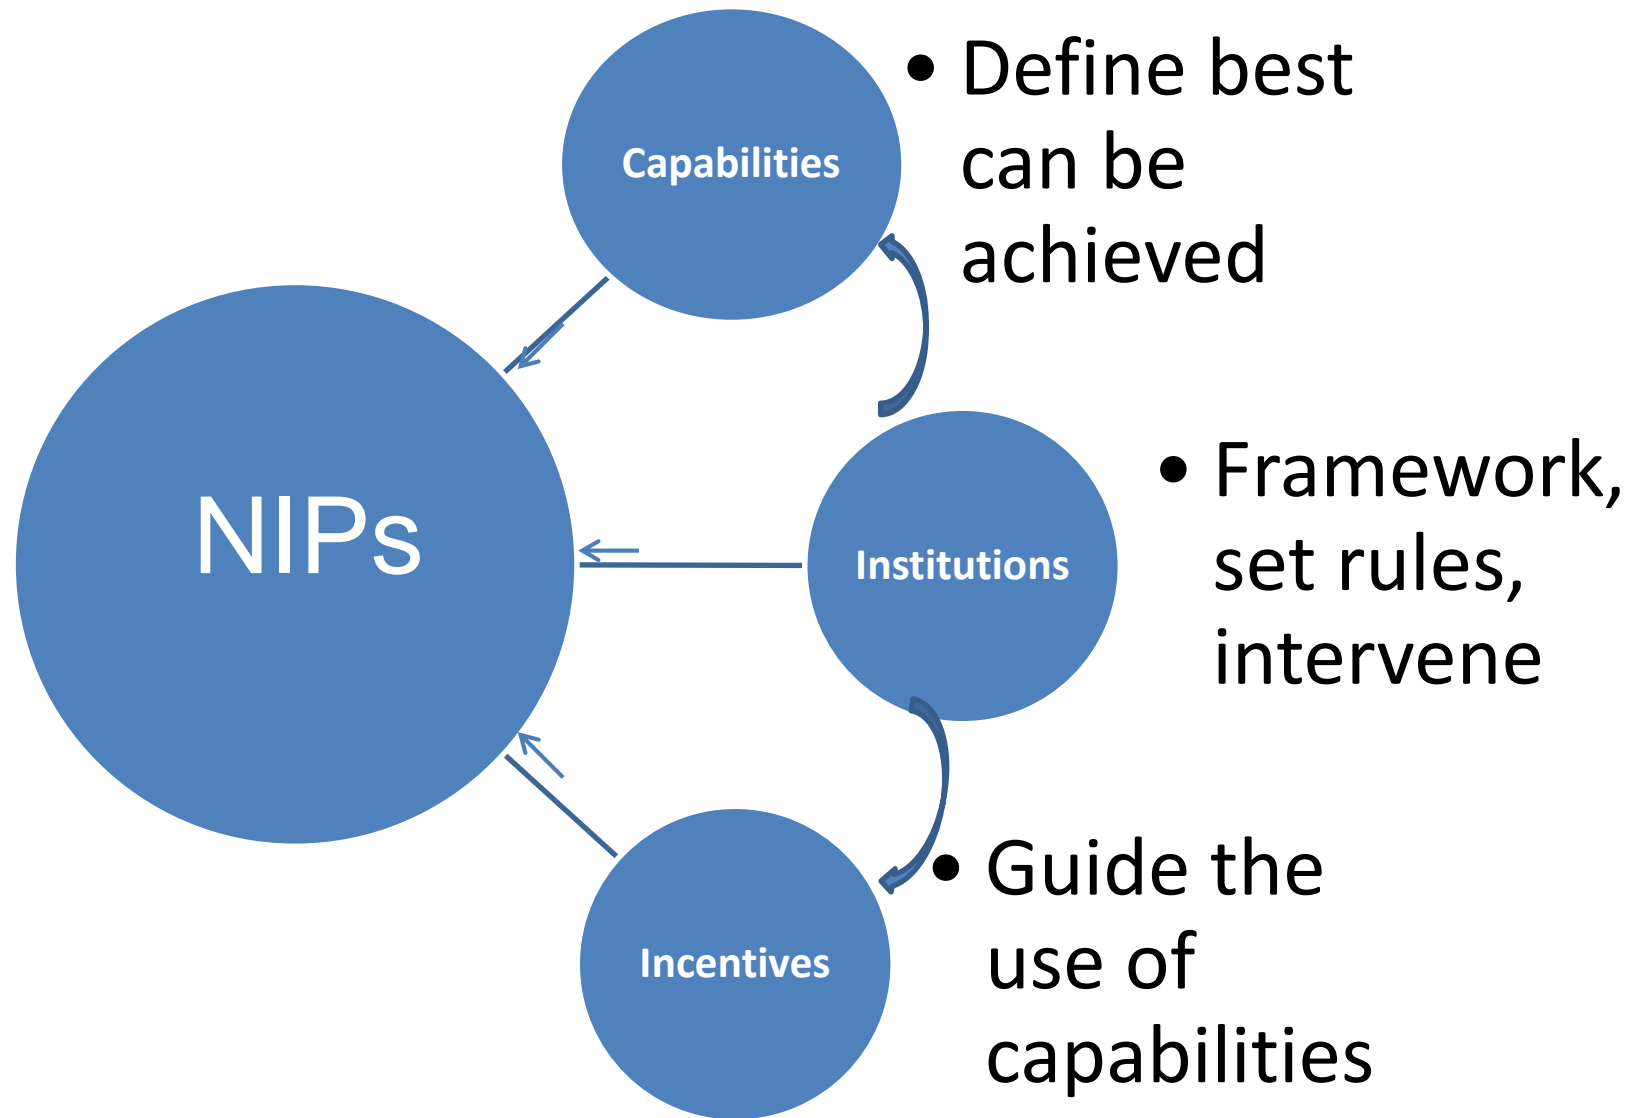 NIPs
Capabilities
• Define best
can be
achieved
Institutions
• Framework,
set rules,
intervene
Incentives
• Guide the
use of
capabilities